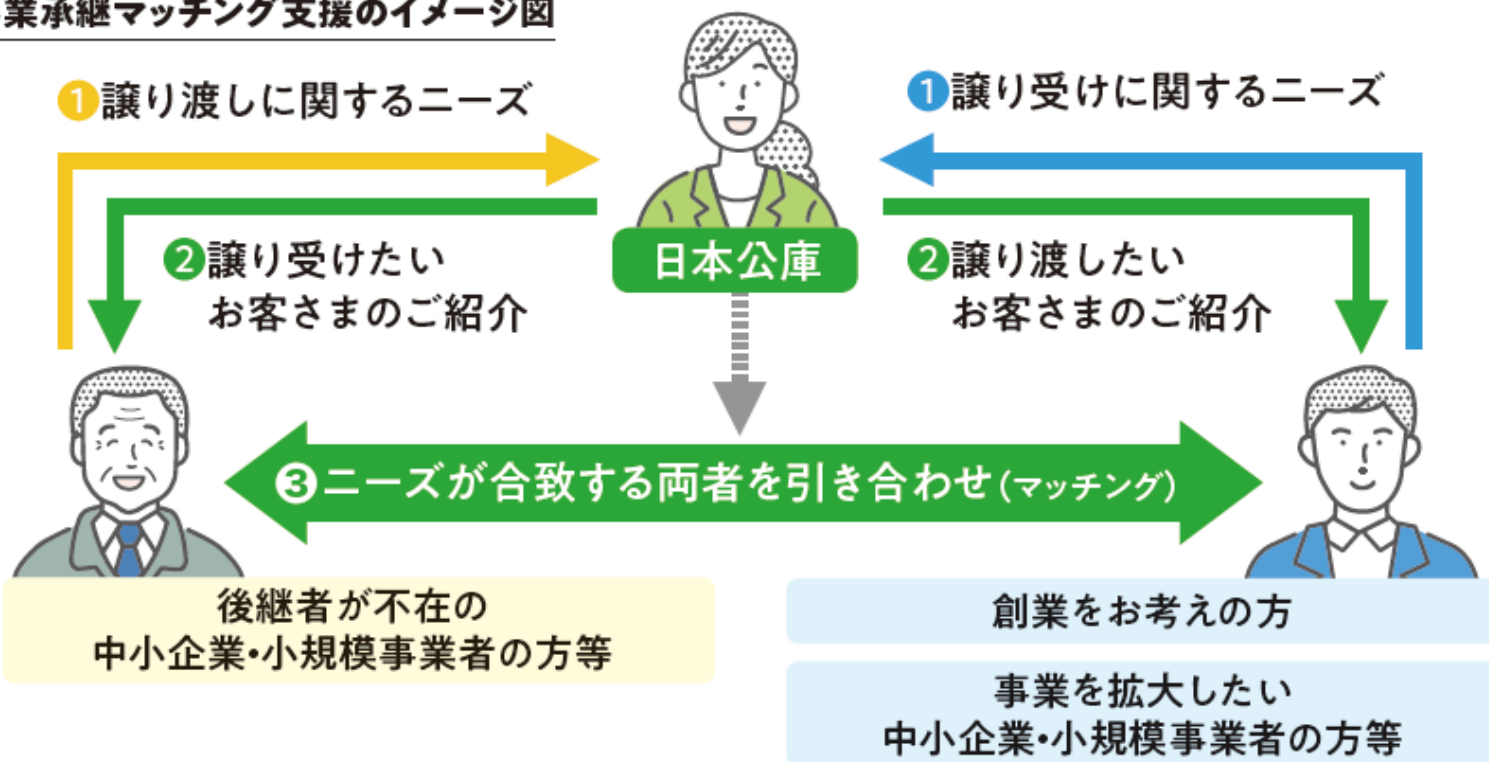 業承継マッチング支援のイメージ図
❶譲り渡しに関するニーズ
❶譲り受けに関するニーズ
❷譲り受けたい
お客さまのご紹介
日本公庫
❷譲り渡したい
お客さまのご紹介
❸ニーズが合致する両者を引き合わせ(マッチング)
後継者が不在の
中小企業・小規模事業者の方等
創業をお考えの方
事業を拡大したい
中小企業・小規模事業者の方等